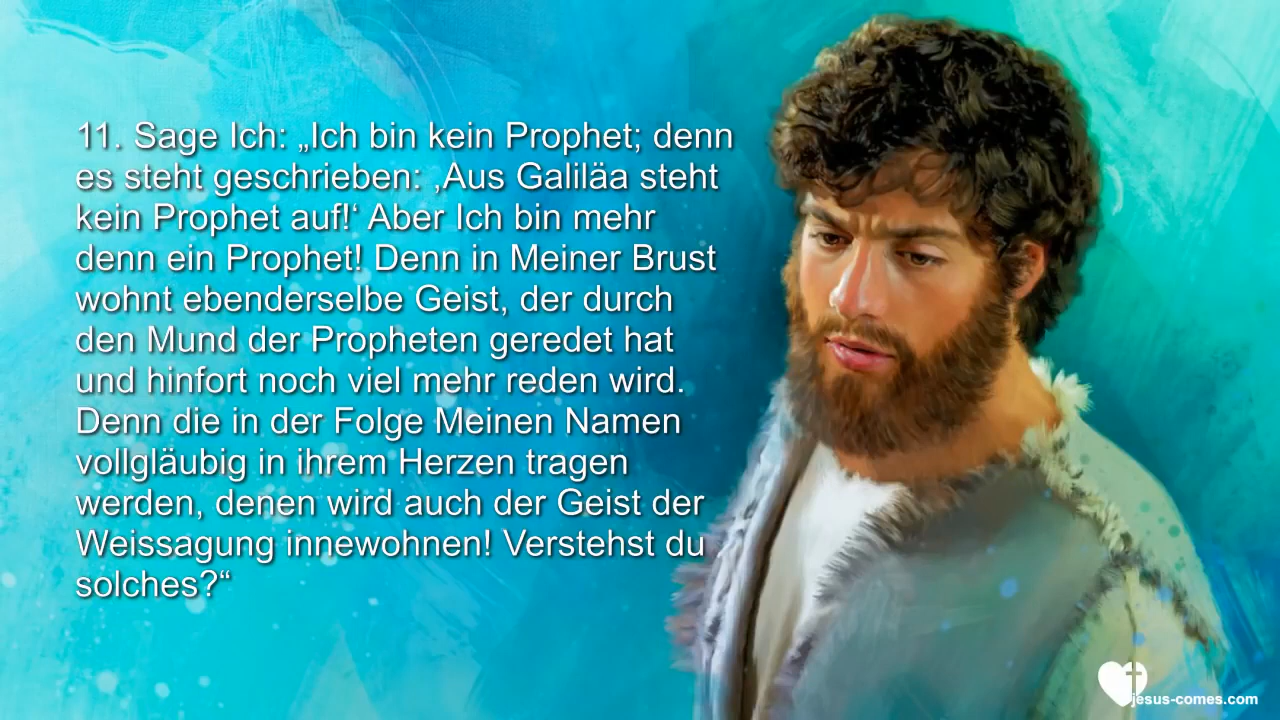 11. Sage Ich: „Ich bin kein Prophet; denn
es steht geschrieben: ‚Aus Galiläa steht
kein Prophet auf!‘ Aber Ich bin mehr
denn ein Prophet! Denn in Meiner Brust
wohnt ebenderselbe Geist, der durch
den Mund der Propheten geredet hat
und hinfort noch viel mehr reden wird.
Denn die in der Folge Meinen Namen
vollgläubig in ihrem Herzen tragen
werden, denen wird auch der Geist der
Weissagung innewohnen! Verstehst du
solches?“
jesus-comes.com